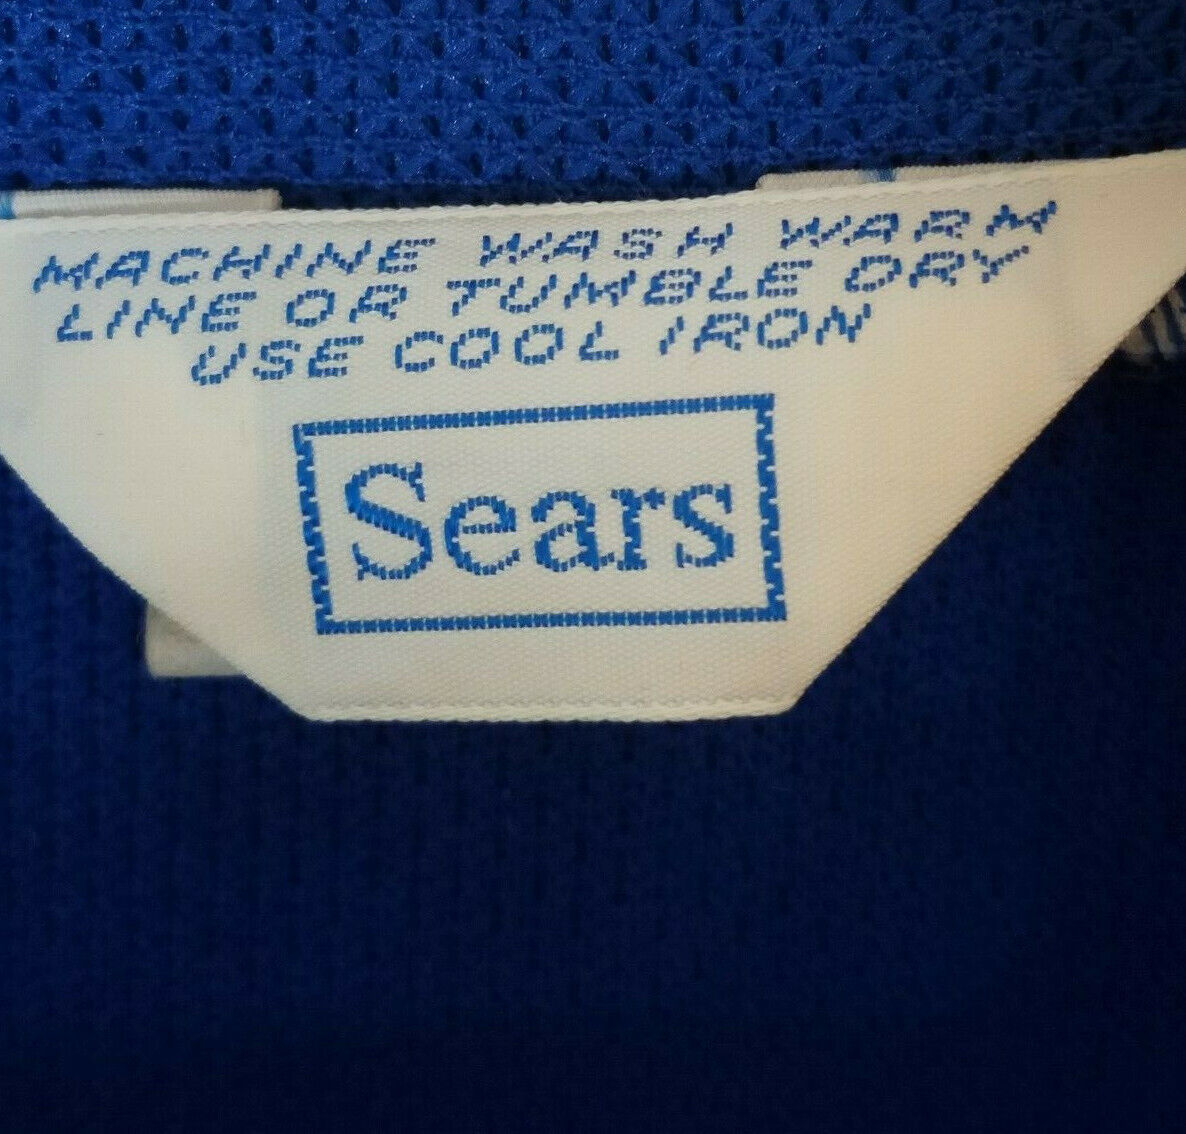 MACHINE WASH WARM
LINE OR TUMBLE DRY
USE COOL IRON
Sears